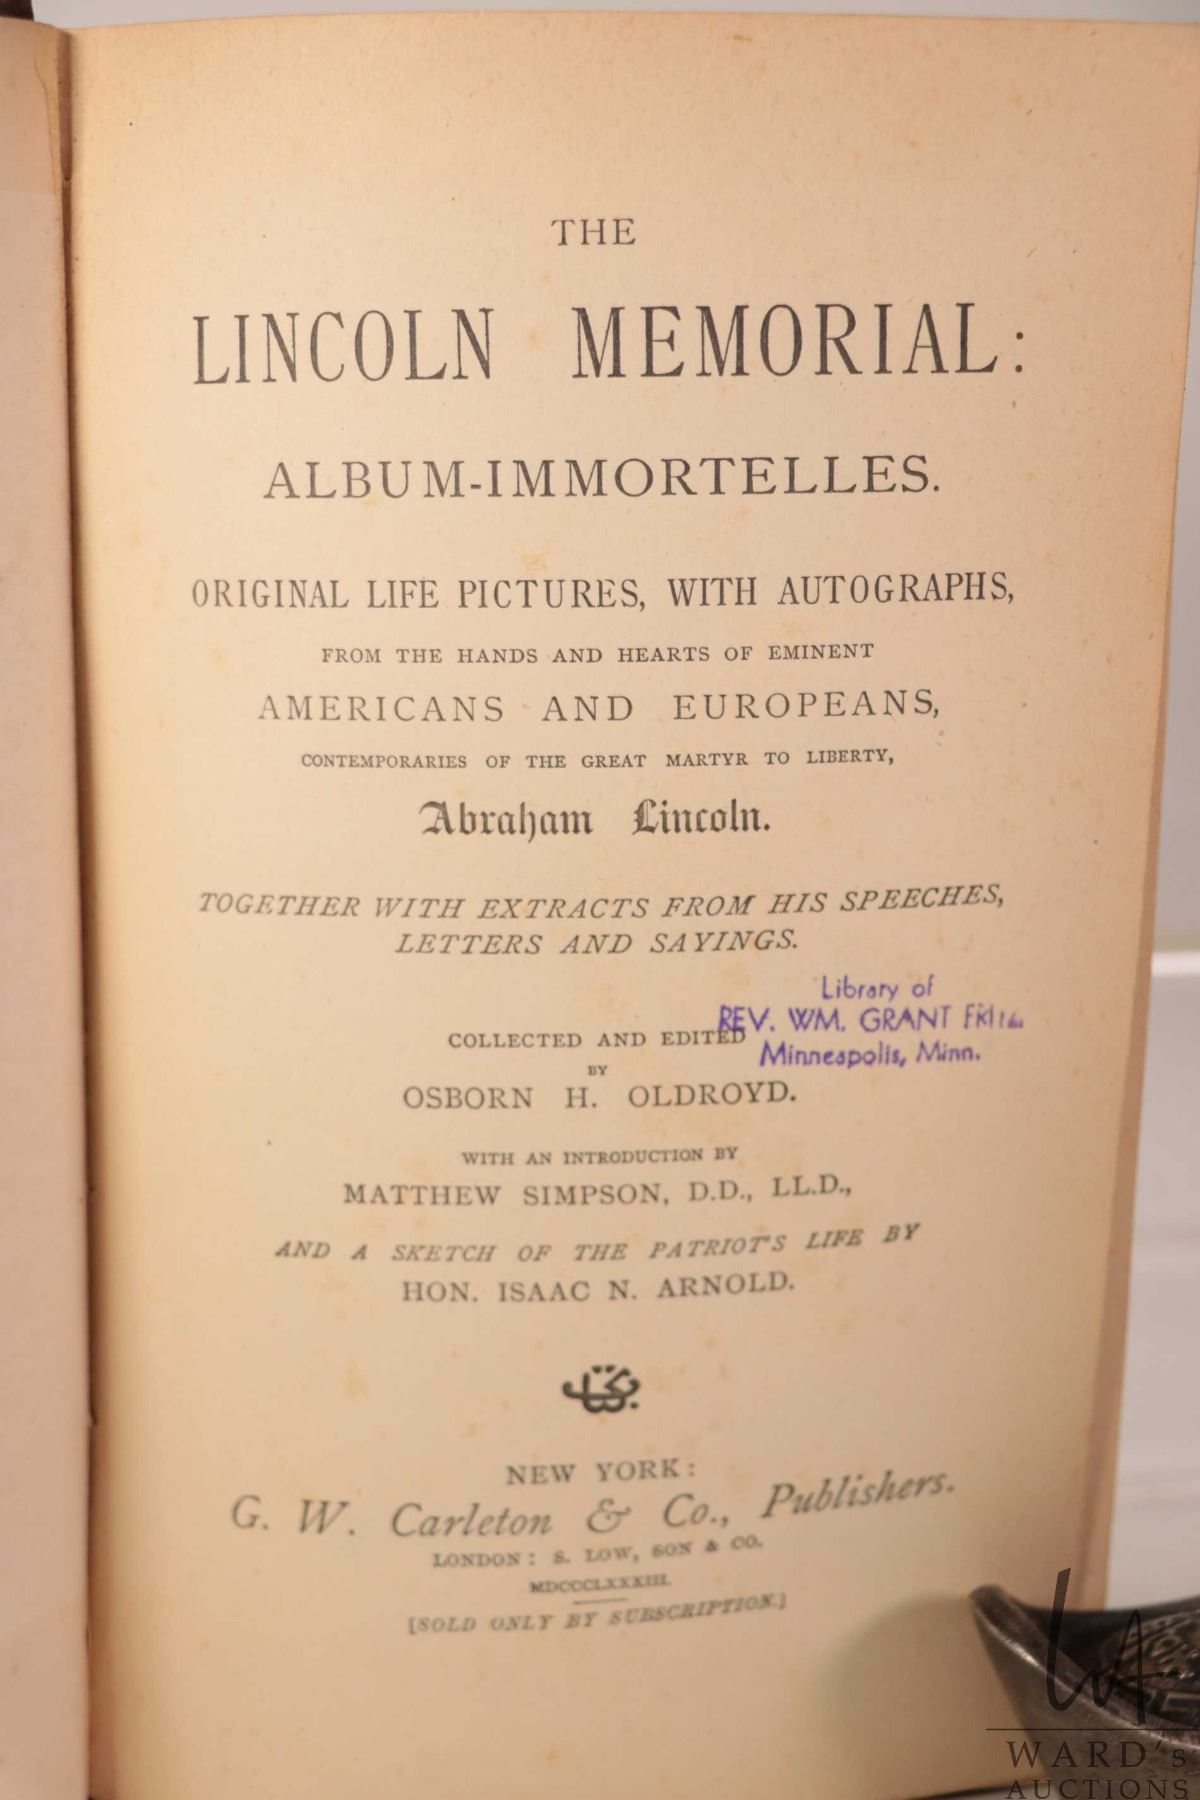 THE
LINCOLN MEMORIAL:
ALBUM-IMMORTELLES.
ORIGINAL LIFE PICTURES, WITH AUTOGRAPHS,
FROM THE HANDS AND HEARTS OF EMINENT
AMERICANS AND EUROPEANS,
CONTEMPORARIES OF THE GREAT MARTYR TO LIBERTY,
Abraham Lincoln.
TOGETHER WITH EXTRACTS FROM HIS SPEECHES,
LETTERS AND SAYINGS.
Library of
REV. WM. GRANT
Minneapolis, Minn.
COLLECTED AND EDITED
BY
OSBORN H. OLDROYD.
WITH AN INTRODUCTION BY
MATTHEW SIMPSON, D.D., LL.D.,
AND A SKETCH OF THE PATRIOT'S LIFE BY
HON. ISAAC N. ARNOLD.
NEW YORK:
G. W. Carleton & Co., Publishers.
LONDON: S. LOW, SON & CO.
MDCCCLXXXIII.
[SOLD ONLY BY SUBSCRIPTION.]
WA
WARD's
AUCTIONS